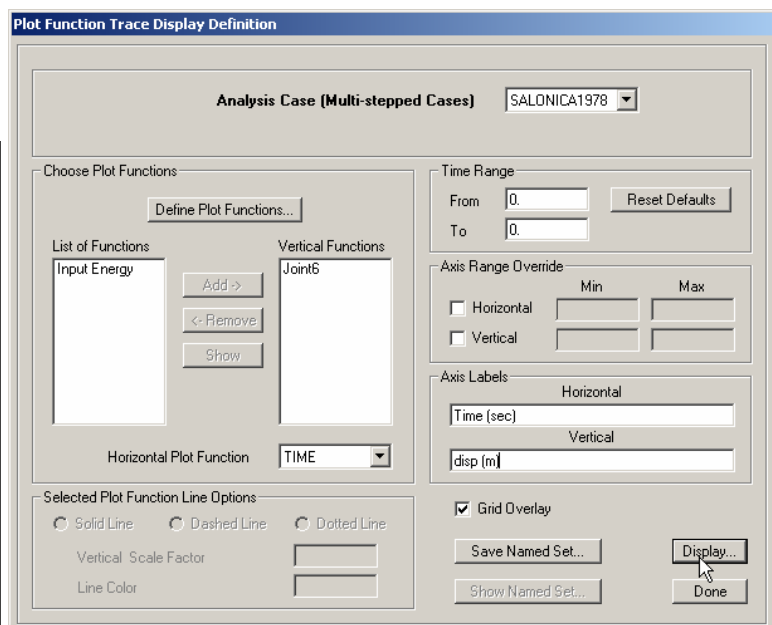 Plot Function Trace Display Definition
Analysis Case (Multi-stepped Cases)
SALONICA1978
Choose Plot Functions
Define Plot Functions...
List of Functions
Vertical Functions
Input Energy
Joint6
Add ->
<- Remove
Show
Horizontal Plot Function
TIME
Time Range
From
0.
Reset Defaults
To
0.
Axis Range Override
Min
Max
Horizontal
Vertical
Axis Labels
Horizontal
Time (sec)
Vertical
disp (m)
Selected Plot Function Line Options
Solid Line
Dashed Line
Dotted Line
Vertical Scale Factor
Line Color
Grid Overlay
Save Named Set...
Display...
Show Named Set...
Done